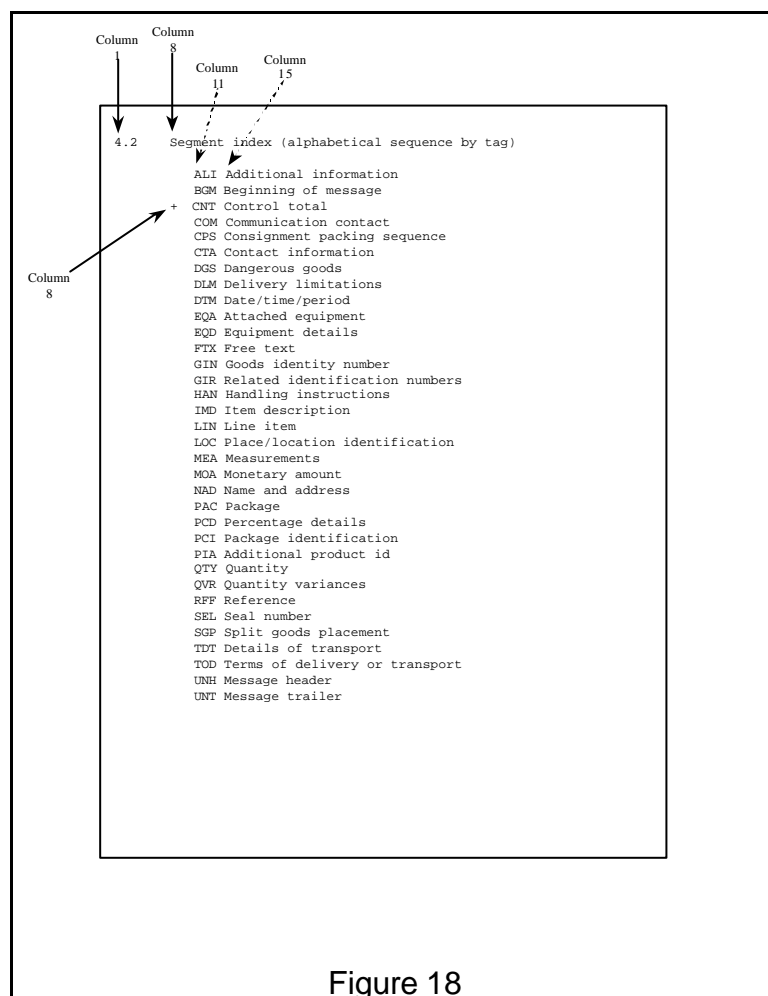 Column
1
Column
8
Column
11
Column
15
4.2 Segment index (alphabetical sequence by tag)
ALI Additional information
BGM Beginning of message
+ CNT Control total
COM Communication contact
CPS Consignment packing sequence
CTA Contact information
DGS Dangerous goods
Column
8
DLM Delivery limitations
DTM Date/time/period
EQA Attached equipment
EQD Equipment details
FTX Free text
GIN Goods identity number
GIR Related identification numbers
HAN Handling instructions
IMD Item description
LIN Line item
LOC Place/location identification
MEA Measurements
MOA Monetary amount
NAD Name and address
PAC Package
PCD Percentage details
PCI Package identification
PIA Additional product id
QTY Quantity
QVR Quantity variances
RFF Reference
SEL Seal number
SGP Split goods placement
TDT Details of transport
TOD Terms of delivery or transport
UNH Message header
UNT Message trailer
Figure 18